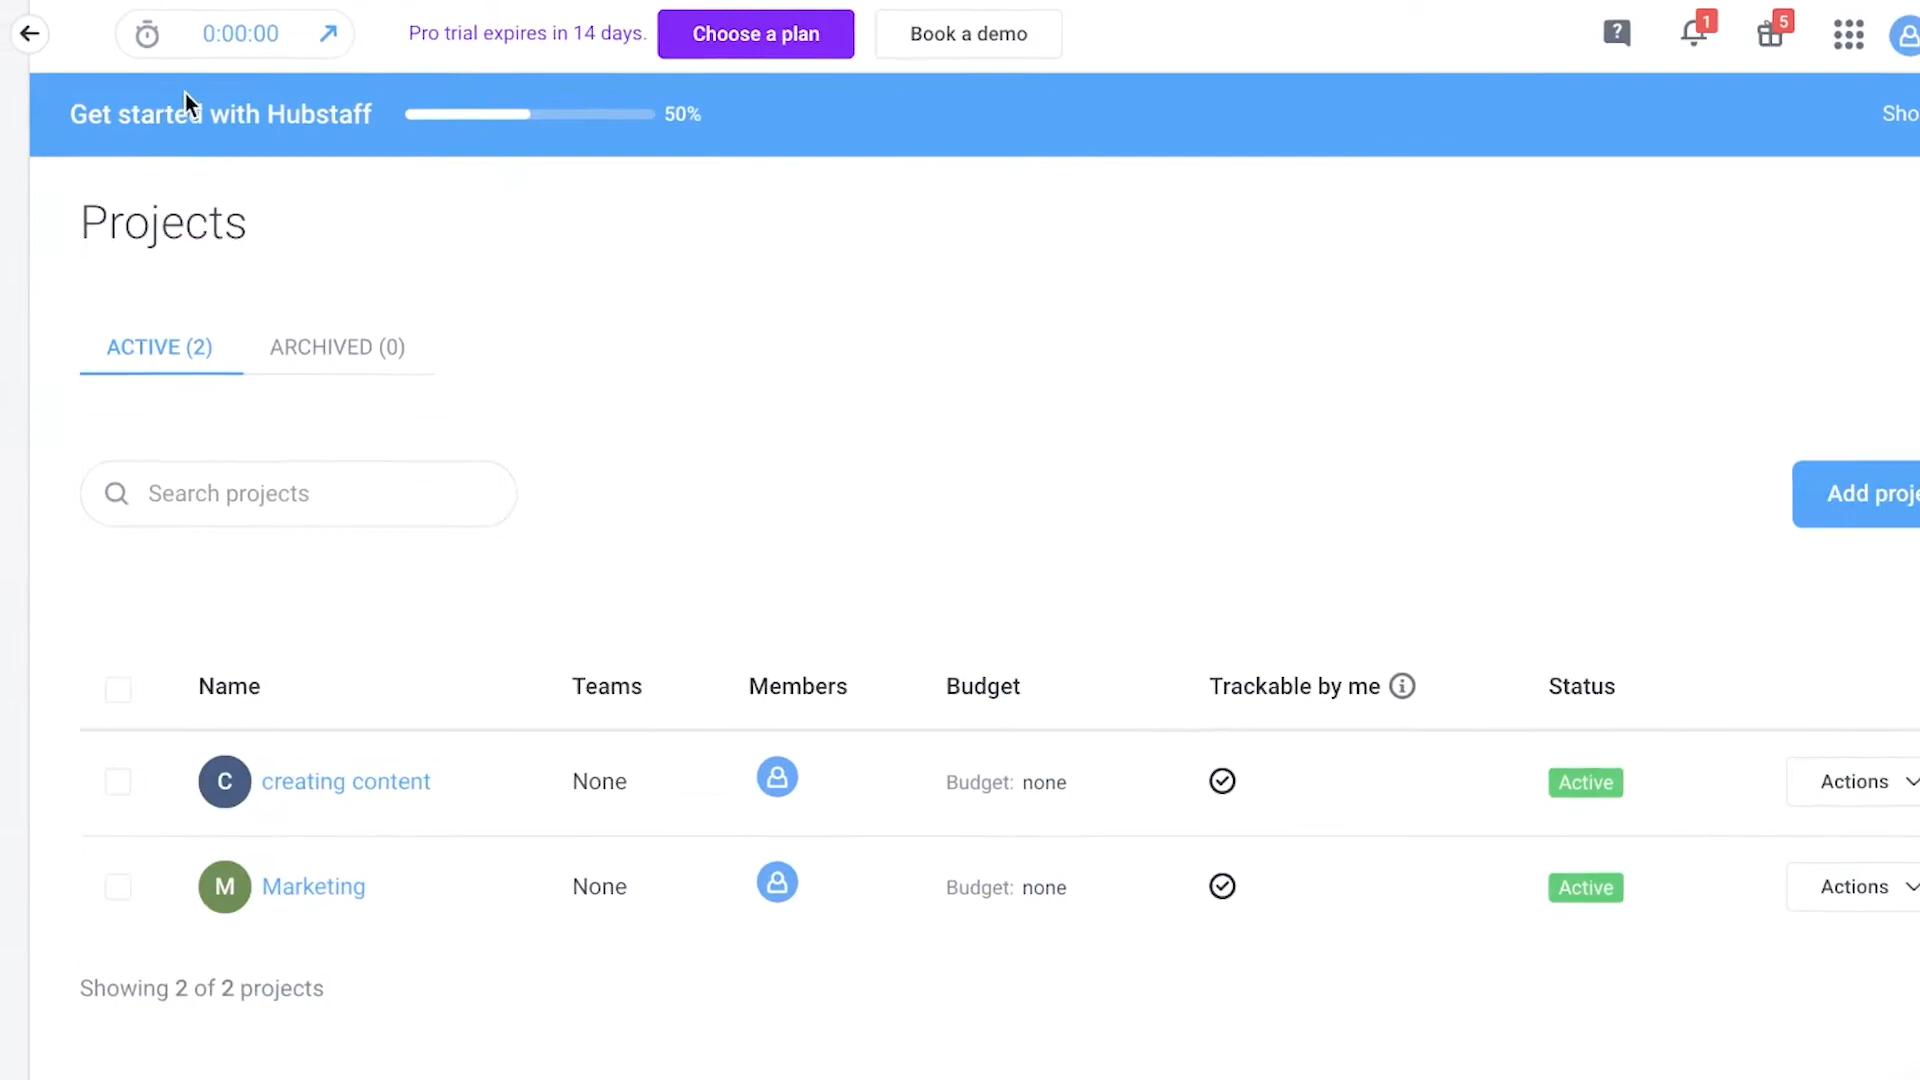 0:00:00
Pro trial expires in 14 days.
Choose a plan
Book a demo
?
1
5
Get started with Hubstaff
50%
Sho
Projects
ACTIVE (2)
ARCHIVED (0)
Search projects
Add proje
Name
Teams
Members
Budget
Trackable by me
Status
C
creating content
None
Budget: none
Active
Actions
M
Marketing
None
Budget: none
Active
Actions
Showing 2 of 2 projects